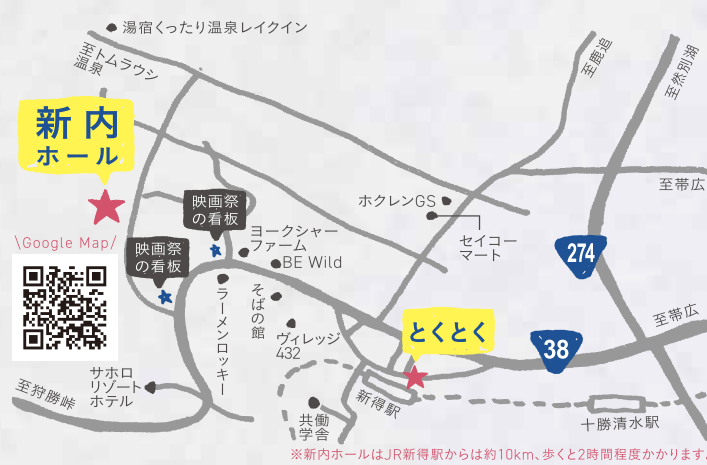 湯宿くったり温泉レイクイン
至トムラウシ
温泉
至鹿追
至然別湖
新内
ホール
映画祭
の看板
ホクレンGS
至帯広
\Google Map/
映画祭
の看板
ヨークシャー
ファーム
BE Wild
セイコー
マート
274
ラーメンロッキー
そばの館
ヴィレッジ
432
とくとく
38
至帯広
サホロ
リゾート
ホテル
至狩勝峠
新得駅
共働
学舎
十勝清水駅
※新内ホールはJR新得駅からは約10km、歩くと2時間程度かかります。